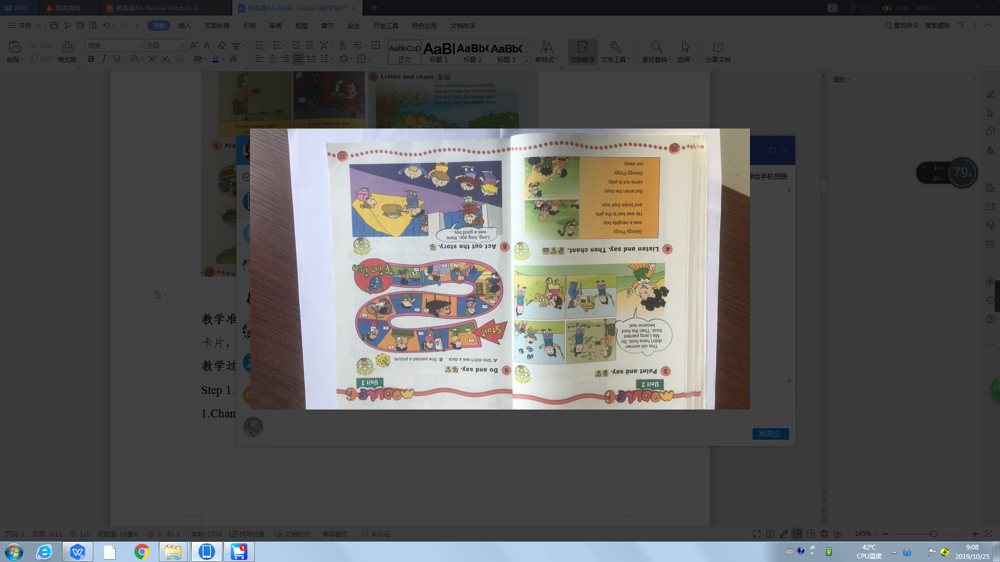 WPS
稻壳商城
杨春莲4A-Review Module 6
杨春莲4A-Revie...odule 4教学设计
2
小宇
8808-rc
文件
开始
插入
页面布局
引用
审阅
视图
章节
安全
开发工具
特色应用
文档助手
查找命令、搜索模板
粘贴
剪切
复制
格式刷
仿宋
小四
AaBbCcD
正文
标题 1
标题 2
标题 3
新样式
文档助手
文字工具
查找替换
选择
分享文档
属性
1 Listen and chant.
Amy went to the park yesterday.
She didn't take the flowers away.
She didn't take the leaves away.
She only took her painting away.
This old woman didn't
It didn't become gold.
4 Pra
34
导出手机相册
1K/s
0K/s
79%
MODULE 6
Unit 2
3 Point and say.
This old woman
didn't have food. So
Ma Liang painted
food. Then the food
became real.
4 Listen and say. Then chant.
Georgy Porgy
was a naughty boy.
He was bad to the girls
and broke their toys.
But when the boys
came out to play,
Georgy Porgy
ran away.
36
MODULE 6
Unit 2
5 Do and say.
A: She didn't see a duck. B: She painted a picture.
Start
Finish
6 Act out the story.
Long, long ago, there
was a good boy...
37
教学准
卡片，
教学过
Step 1.
1.Chan
发送(S)
页码: 3
页面: 3/11
节: 1/1
设置值: 19厘米
行: 3
列: 1
字数: 1734
拼写检查
文档校对
兼容模式
未认证
145%
42℃
CPU温度
9:08
2019/10/25